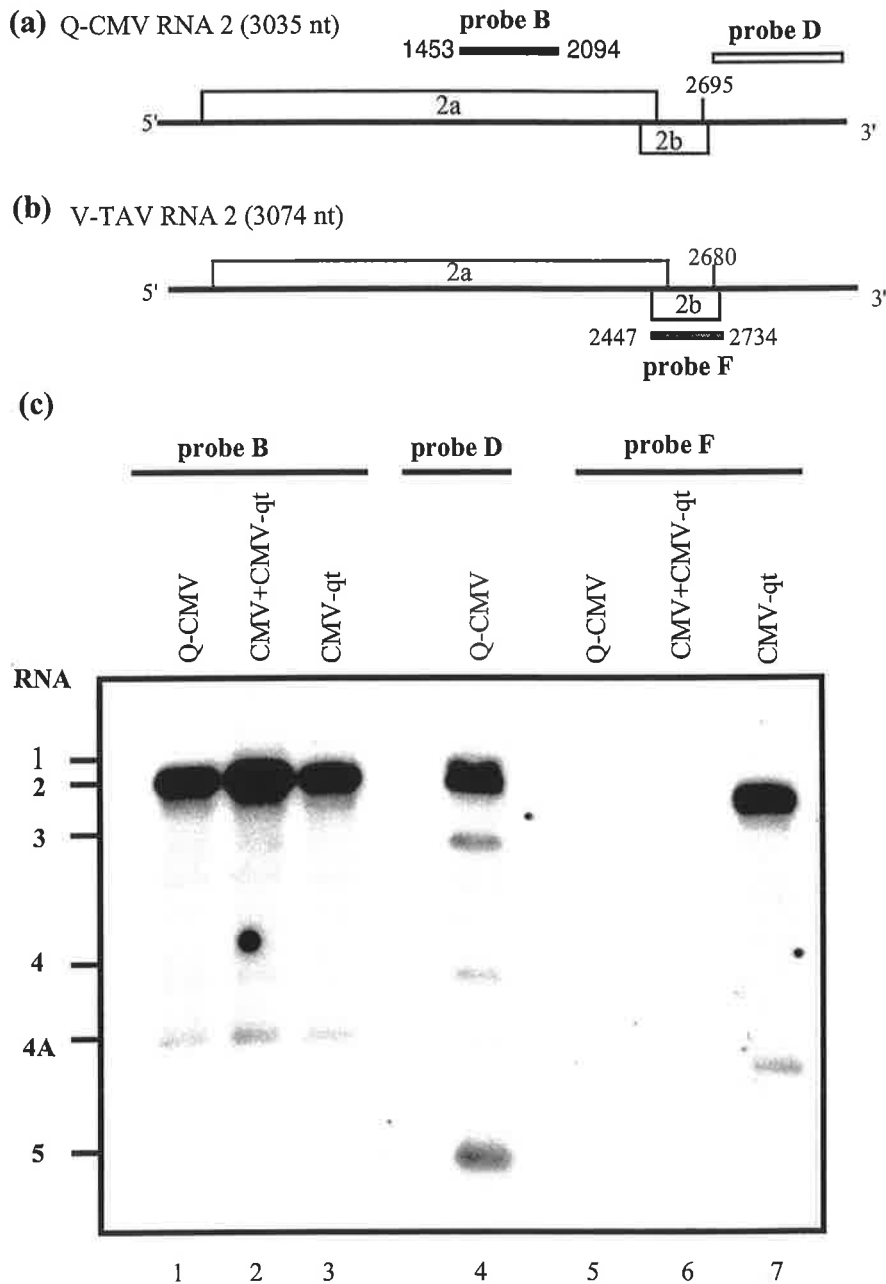 (a) Q-CMV RNA 2 (3035 nt)
probe B
1453 2094
probe D
2695
2a
5'
3'
2b
(b) V-TAV RNA 2 (3074 nt)
2680
2a
5'
3'
2b
2447 2734
probe F
(c)
probe B probe D probe F
Q-CMV
CMV+CMV-qt
CMV-qt
Q-CMV
Q-CMV
CMV+CMV-qt
CMV-qt
RNA
1
2
3
4
4A
5
1 2 3 4 5 6 7